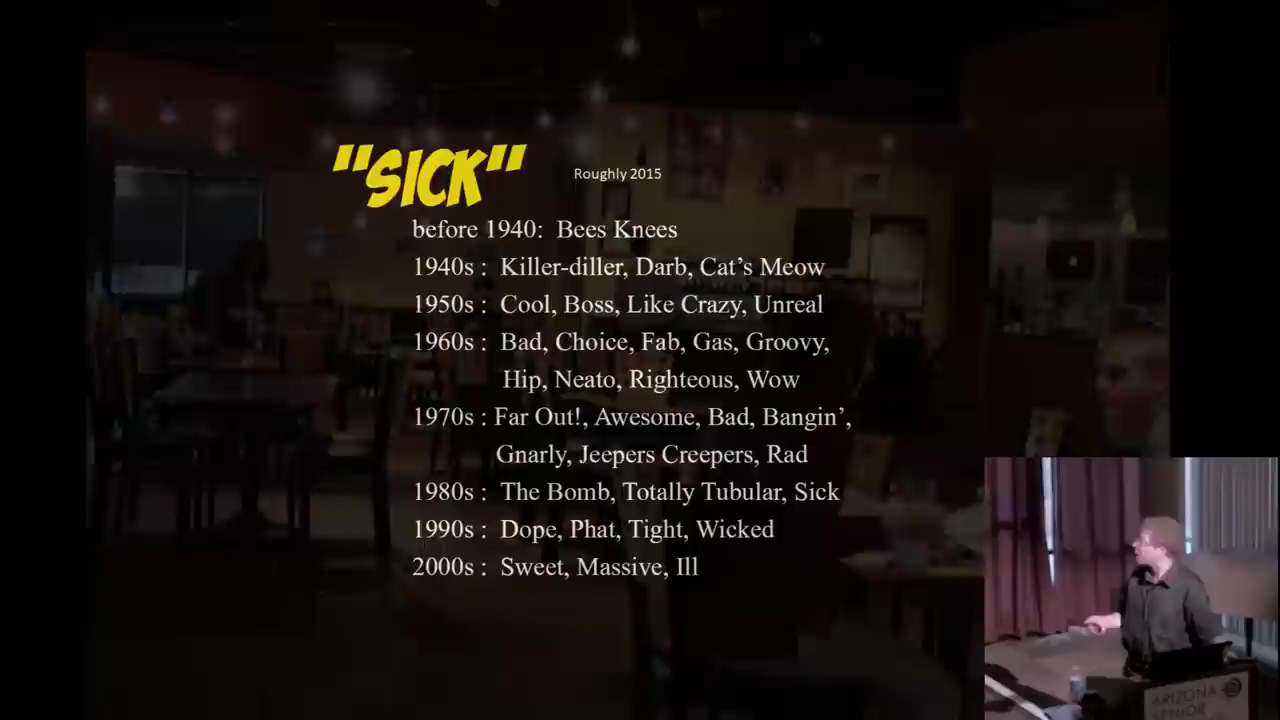 "SICK" Roughly 2015
before 1940: Bees Knees
1940s : Killer-diller, Darb, Cat’s Meow
1950s : Cool, Boss, Like Crazy, Unreal
1960s : Bad, Choice, Fab, Gas, Groovy,
Hip, Neato, Righteous, Wow
1970s : Far Out!, Awesome, Bad, Bangin’,
Gnarly, Jeepers Creepers, Rad
1980s : The Bomb, Totally Tubular, Sick
1990s : Dope, Phat, Tight, Wicked
2000s : Sweet, Massive, Ill
ARIZONA
SENIOR